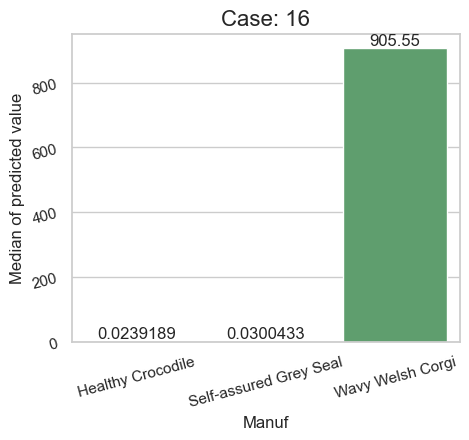 Case: 16
905.55
Median of predicted value
800
600
400
200
0
0.0239189
0.0300433
Healthy Crocodile
Self-assured Grey Seal
Wavy Welsh Corgi
Manuf